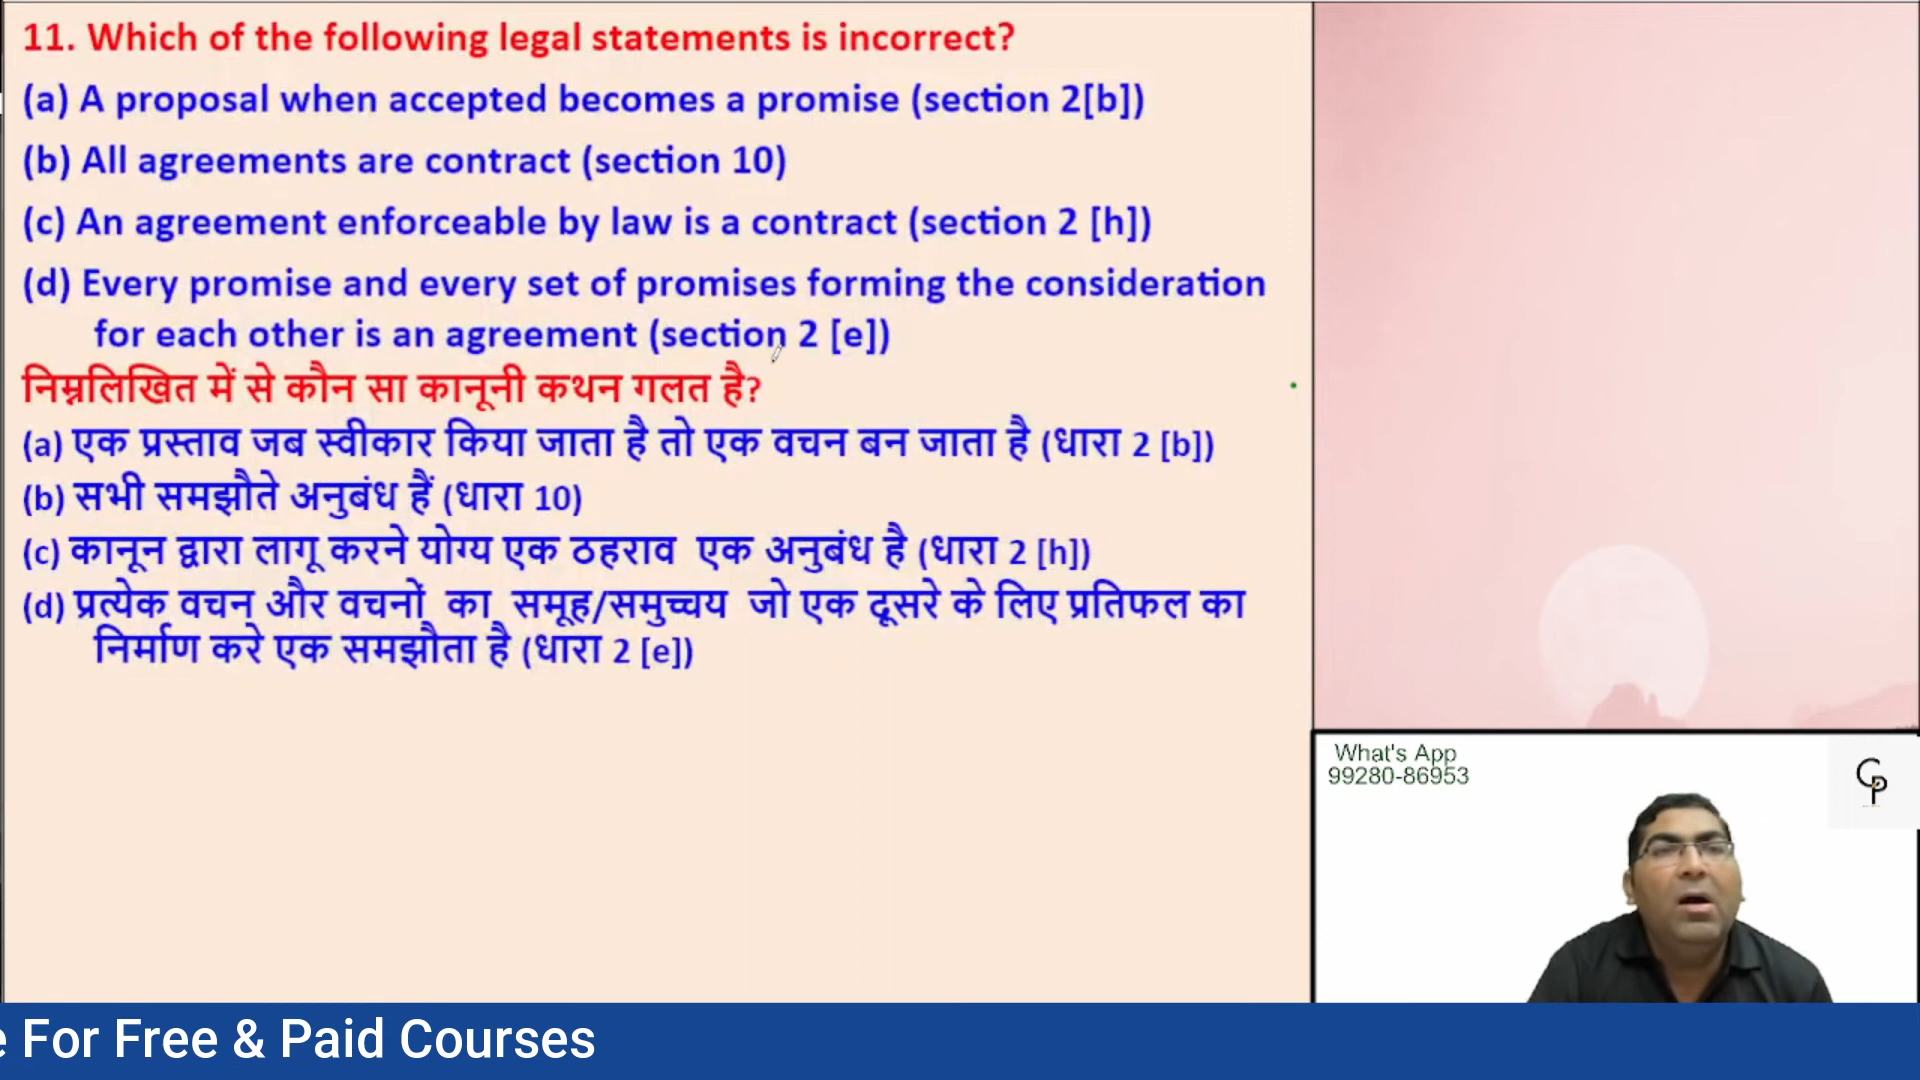 11. Which of the following legal statements is incorrect?
(a) A proposal when accepted becomes a promise (section 2[b])
(b) All agreements are contract (section 10)
(c) An agreement enforceable by law is a contract (section 2 [h])
(d) Every promise and every set of promises forming the consideration
for each other is an agreement (section 2 [e])
निम्नलिखित में से कौन सा कानूनी कथन गलत है?
(a) एक प्रस्ताव जब स्वीकार किया जाता है तो एक वचन बन जाता है (धारा 2 [b])
(b) सभी समझौते अनुबंध हैं (धारा 10)
(c) कानून द्वारा लागू करने योग्य एक ठहराव एक अनुबंध है (धारा 2 [h])
(d) प्रत्येक वचन और वचनों का समूह/समुच्चय जो एक दूसरे के लिए प्रतिफल का
निर्माण करे एक समझौता है (धारा 2 [e])
What's App
99280-86953
CP
e For Free & Paid Courses